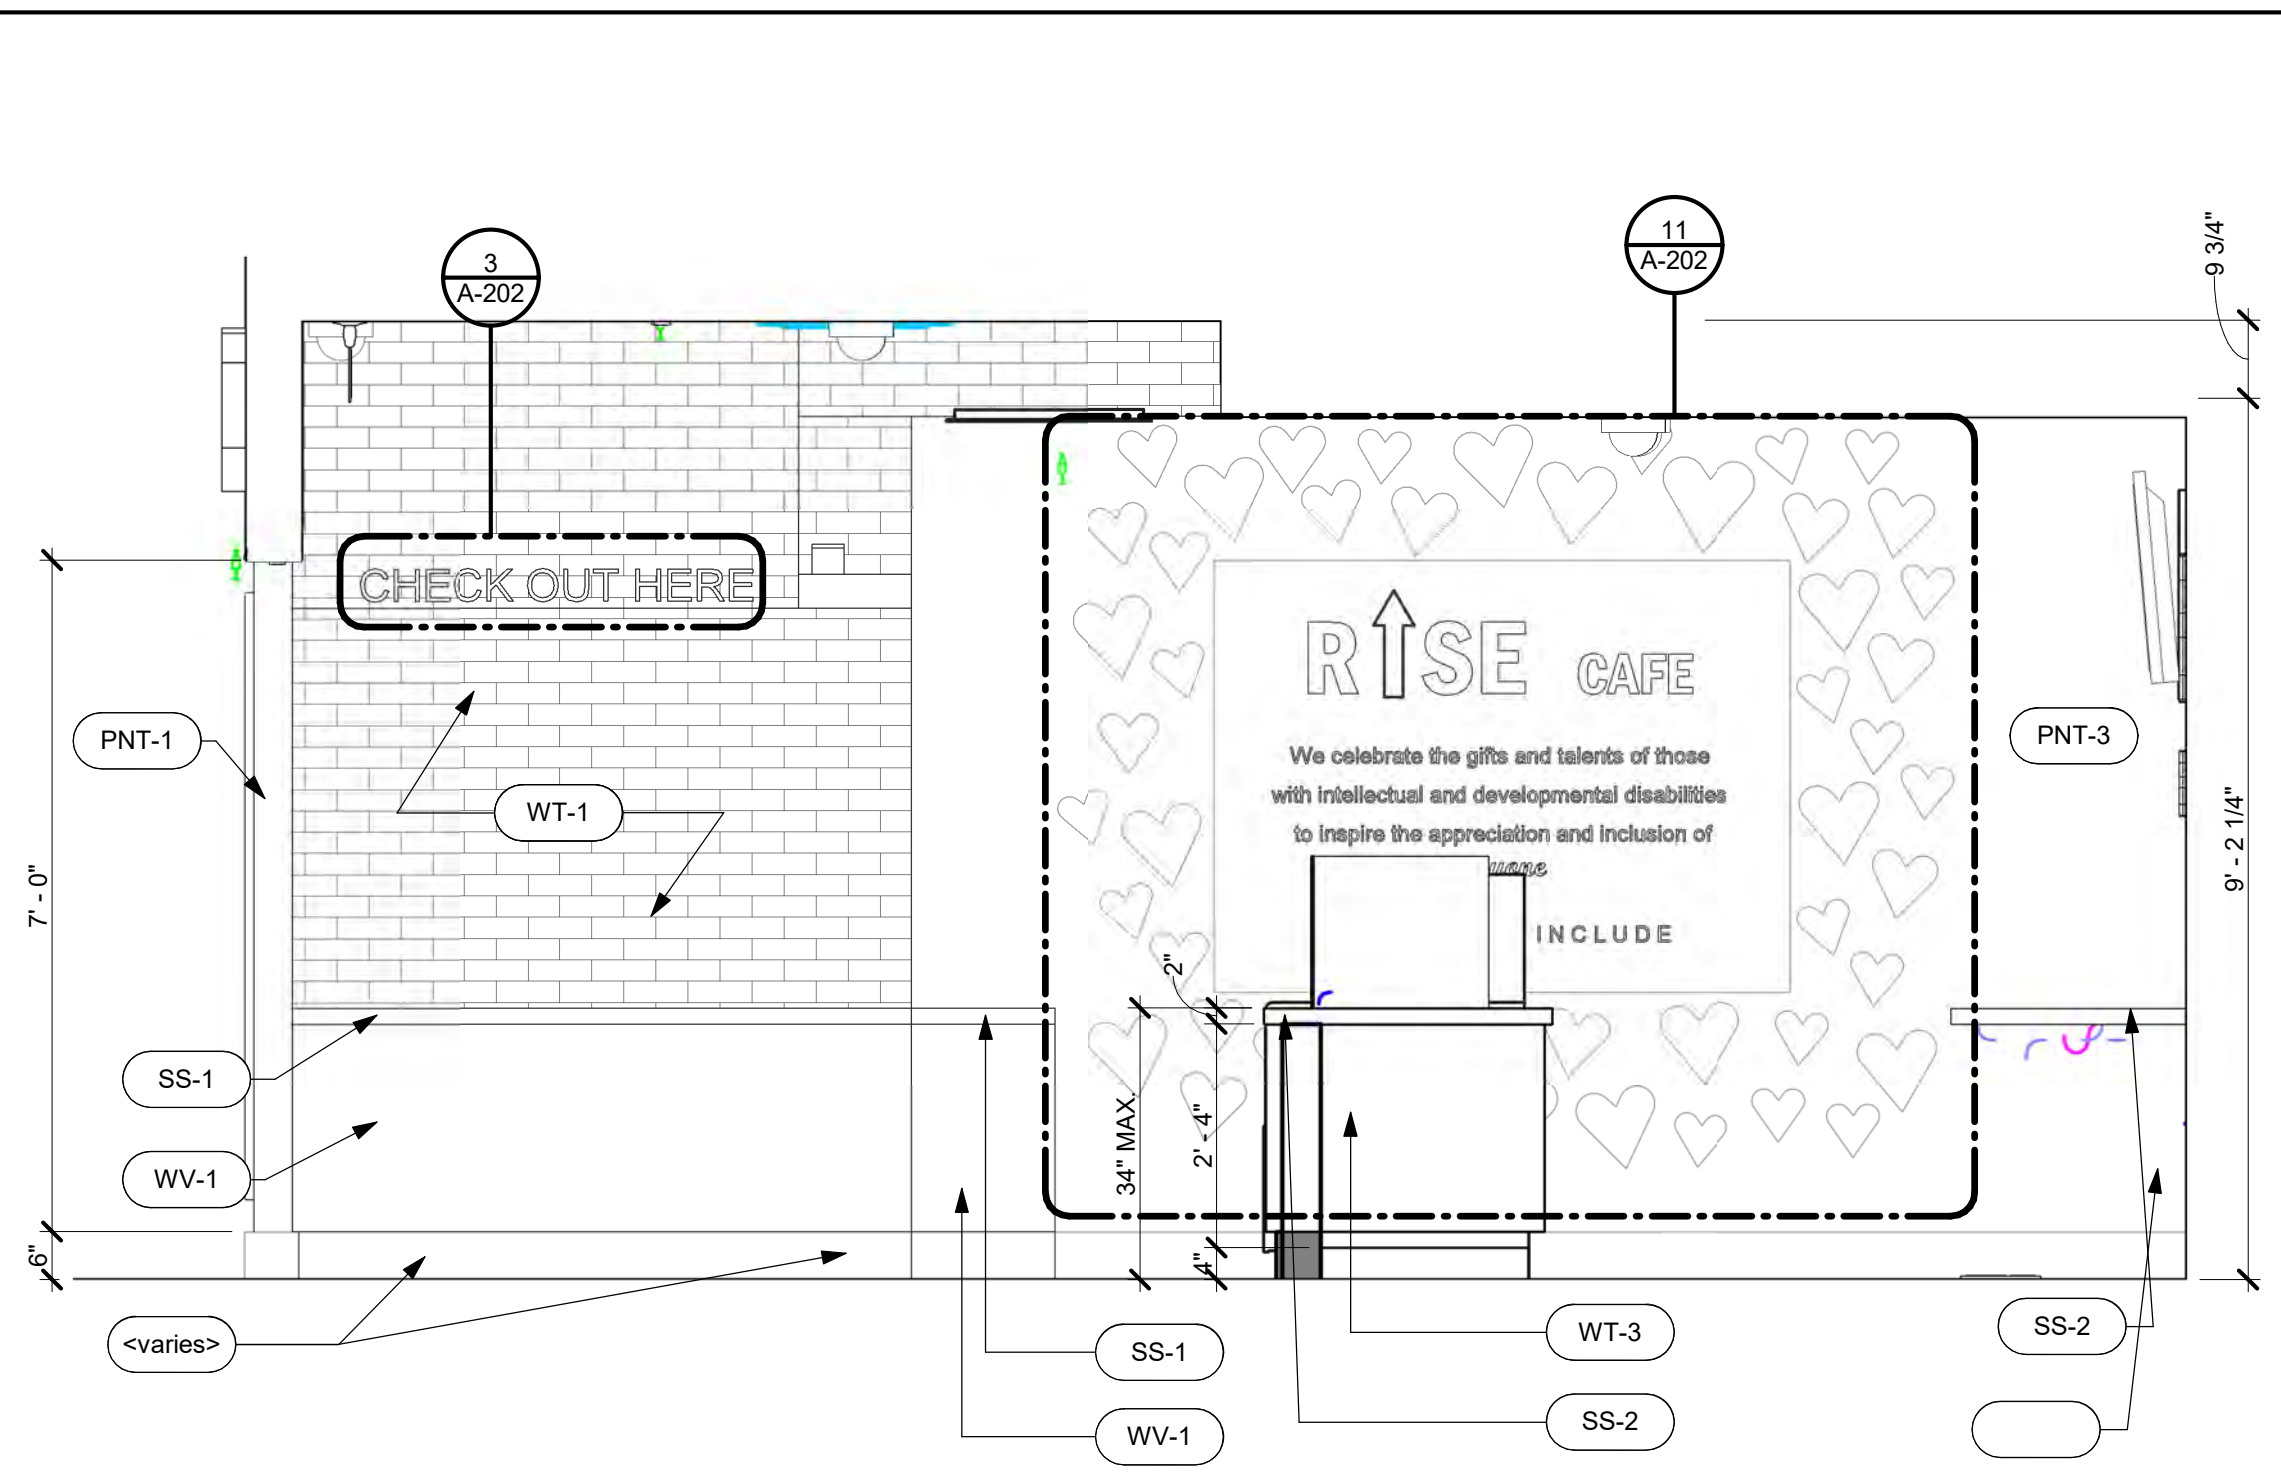 9 3/4"
3
A-202
11
A-202
CHECK OUT HERE
R↑SE CAFE
PNT-1
PNT-3
We celebrate the gifts and talents of those
with intellectual and developmental disabilities
to inspire the appreciation and inclusion of
WT-1
7' - 0"
9' - 2 1/4"
INCLUDE
2"
SS-1
34" MAX.
2' - 4"
WV-1
6"
4"
<varies>
SS-1
WT-3
SS-2
WV-1
SS-2